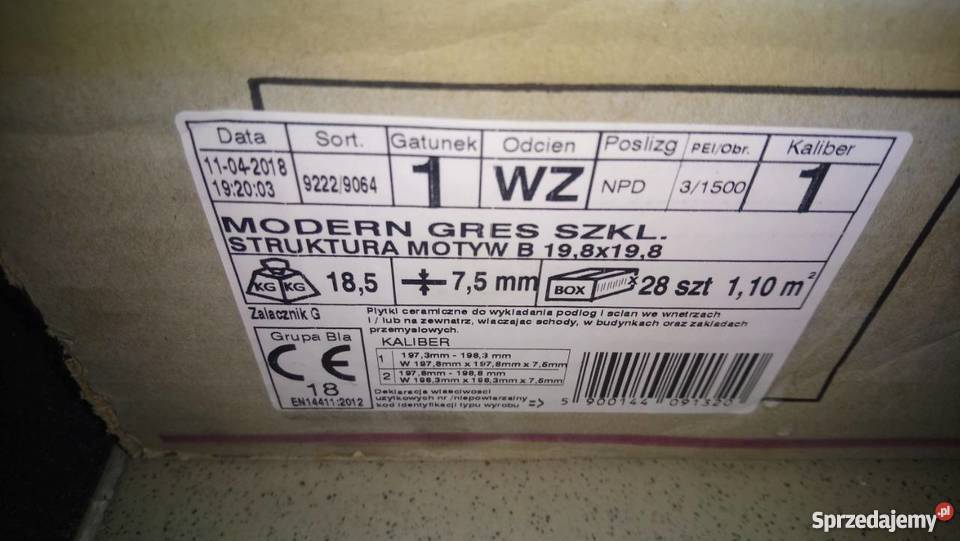 Data Sort. Gatunek Odcien Poslizg PEI/Obr. Kaliber
11-04-2018
19:20:03 9222/9064 1 WZ NPD 3/1500 1
MODERN GRES SZKL.
STRUKTURA MOTYW B 19,8x19,8
KG KG 18,5 7,5 mm BOX x 28 szt 1,10 m²
Zalacznik G
Plytki ceramiczne do wykladania podlog i scian we wnetrzach
i / lub na zewnatrz, wlaczajac schody, w budynkach oraz zakladach
przemyslowych.
Grupa BIa
CE
18
EN14411:2012
KALIBER
1 197,3mm - 198,3 mm
W 197,8mm x 197,8mm x 7,5mm
2 197,8mm - 198,8 mm
W 198,3mm x 198,3mm x 7,5mm
Deklaracja wlasciwosci
uzytkowych nr /niepowtarzalny
kod identyfikacji typu wyrobu =>
5 900144 091320
Sprzedajemy.pl